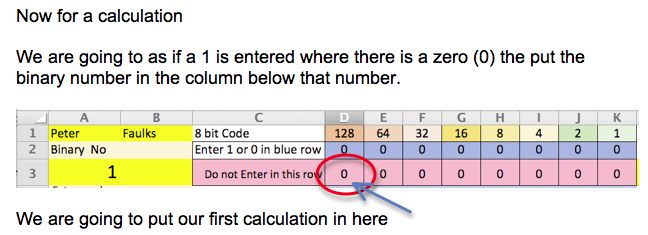 Now for a calculation
We are going to as if a 1 is entered where there is a zero (0) the put the
binary number in the column below that number.
A B C D E F G H I J K
1 Peter Faulks 8 bit Code 128 64 32 16 8 4 2 1
2 Binary No Enter 1 or 0 in blue row 0 0 0 0 0 0 0 0
3 1 Do not Enter in this row 0 0 0 0 0 0 0 0
We are going to put our first calculation in here